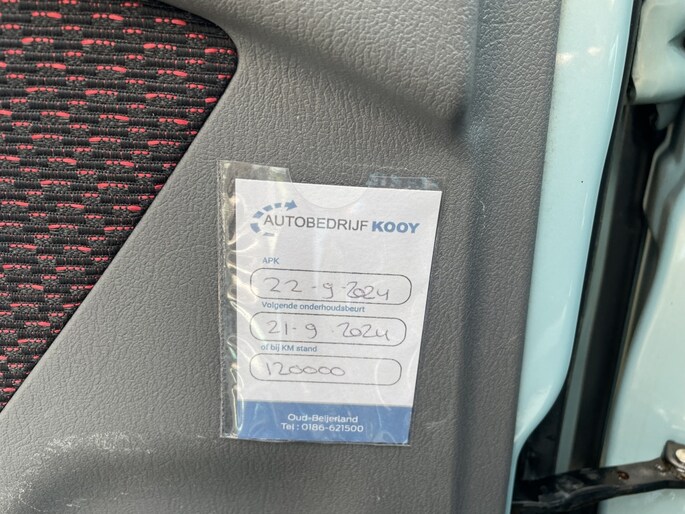 AUTOBEDRIJF KOOY
APK
22-9-2024
Volgende onderhoudsbeurt
21-9-2024
of bij KM stand
120000
Oud-Beijerland
Tel : 0186-621500